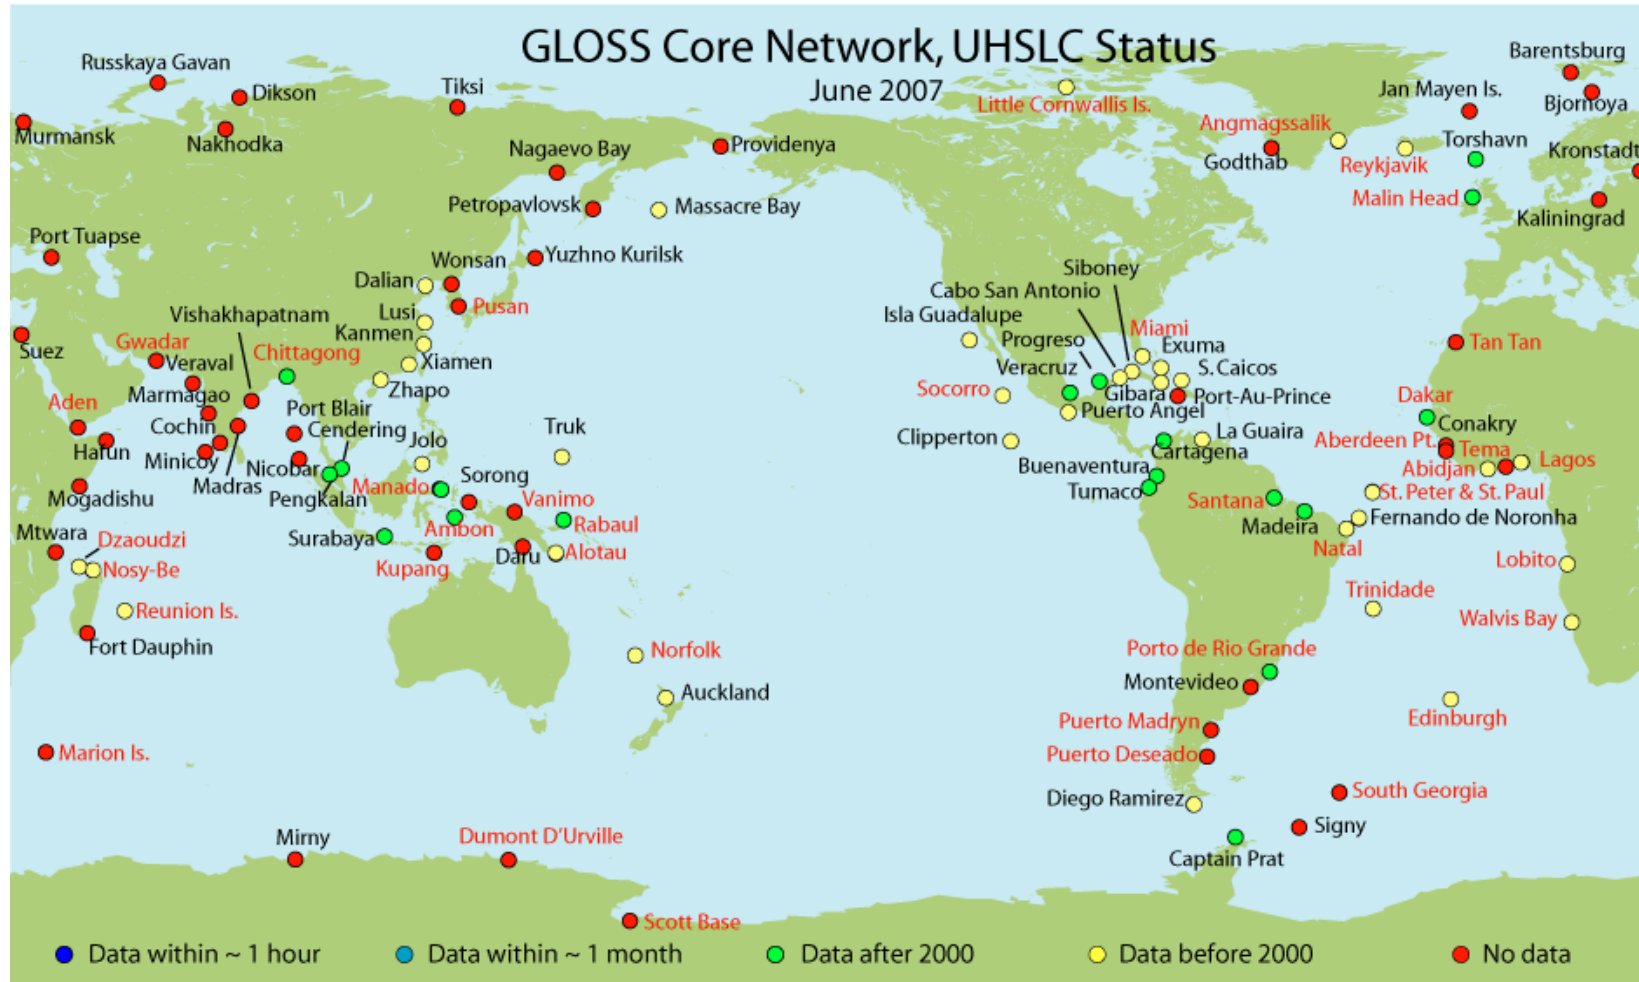 GLOSS Core Network, UHSLC Status
June 2007
Russkaya Gavan
Dikson
Tiksi
Little Cornwallis Is.
Barentsburg
Jan Mayen Is.
Bjornoya
Murmansk
Nakhodka
Nagaevo Bay
Providenya
Angmagssalik
Godthab
Reykjavik
Torshavn
Kronstadt
Petropavlovsk
Massacre Bay
Malin Head
Kaliningrad
Port Tuapse
Yuzhno Kurilsk
Wonsan
Dalian
Pusan
Lusi
Kanmen
Xiamen
Zhapo
Siboney
Cabo San Antonio
Isla Guadalupe
Progreso
Miami
Exuma
Veracruz
S. Caicos
Socorro
Gibara
Port-Au-Prince
Puerto Angel
Tan Tan
Suez
Vishakhapatnam
Gwadar
Veraval
Chittagong
Marmagao
Aden
Port Blair
Cochin
Cendering
Jolo
Truk
Hafun
Minicoy
Nicobar
Madras
Pengkalan
Manado
Sorong
Vanimo
Clipperton
La Guaira
Cartagena
Buenaventura
Tumaco
Dakar
Conakry
Aberdeen Pt.
Tema
Abidjan
Lagos
St. Peter & St. Paul
Santana
Madeira
Fernando de Noronha
Natal
Mogadishu
Mtwara
Dzaoudzi
Nosy-Be
Surabaya
Ambon
Rabaul
Kupang
Daru
Alotau
Lobito
Reunion Is.
Trinidade
Walvis Bay
Fort Dauphin
Norfolk
Porto de Rio Grande
Auckland
Montevideo
Edinburgh
Puerto Madryn
Marion Is.
Puerto Deseado
South Georgia
Diego Ramirez
Signy
Mirny
Dumont D'Urville
Captain Prat
Scott Base
Data within ~ 1 hour
Data within ~ 1 month
Data after 2000
Data before 2000
No data